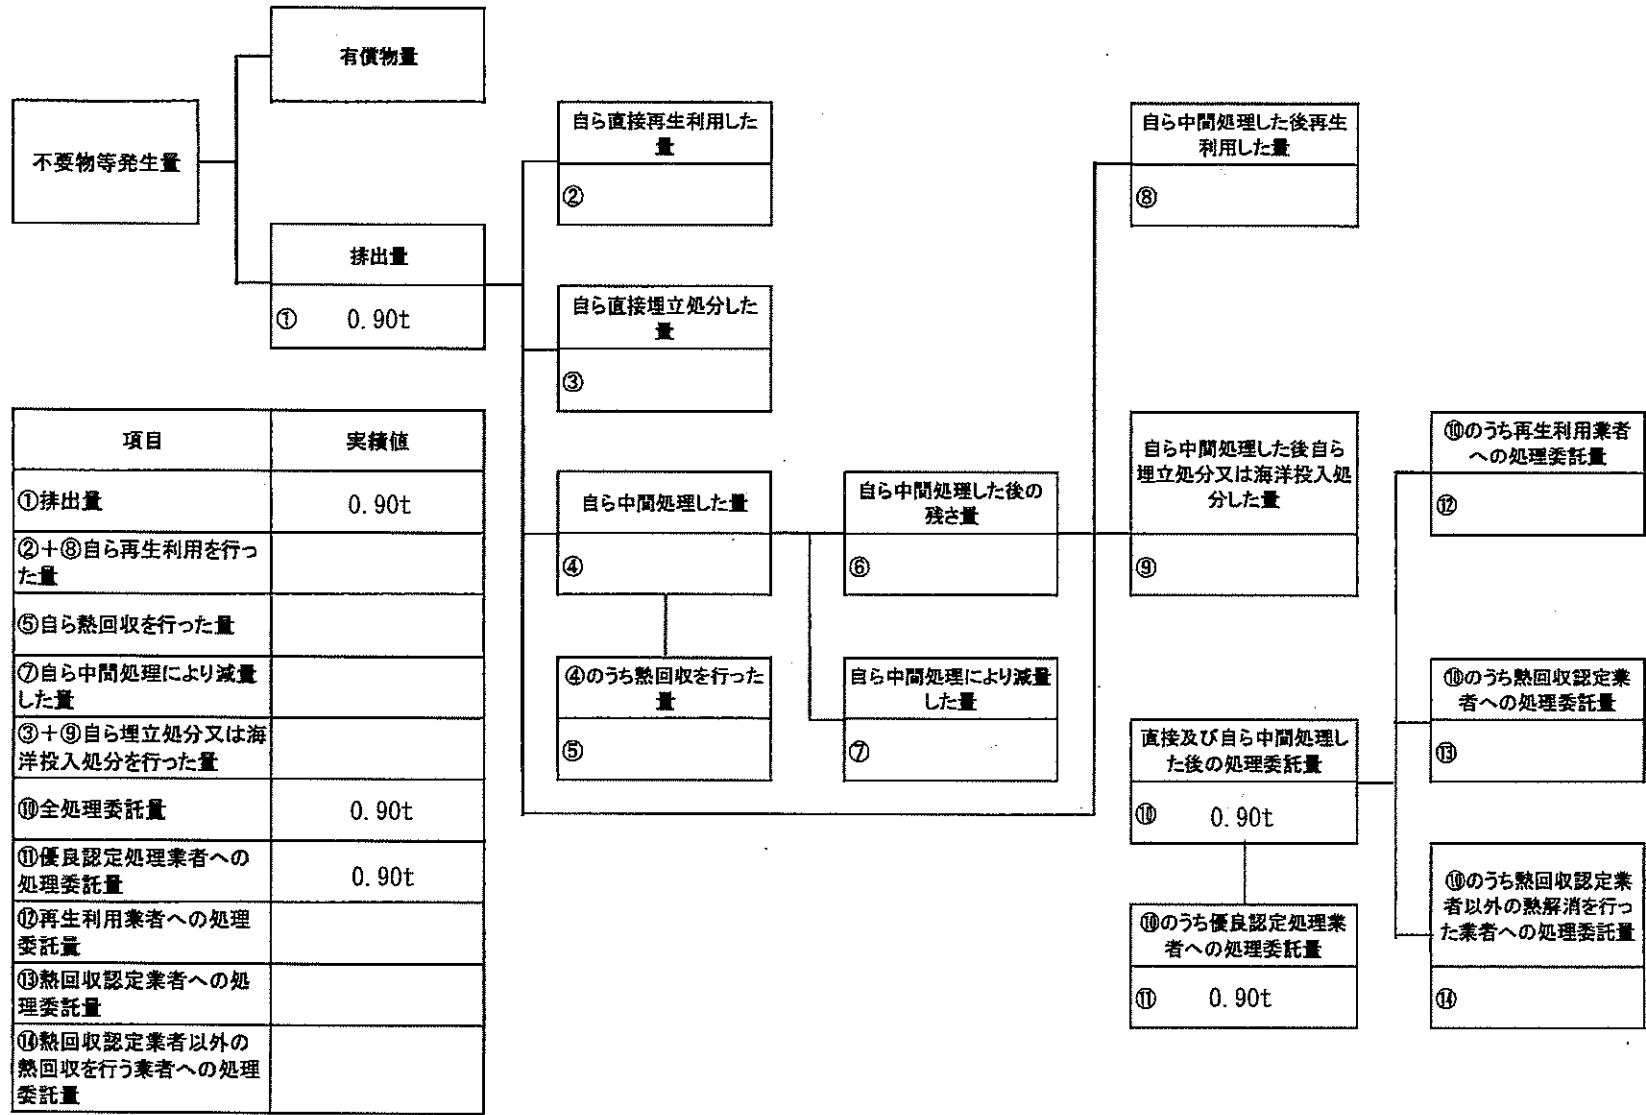 有償物量
不要物等発生量
排出量
① 0.90t
自ら直接再生利用した
量
②
自ら直接埋立処分した
量
③
自ら中間処理した量
④
④のうち熱回収を行った
量
⑤
自ら中間処理した後の
残さ量
⑥
自ら中間処理により減量
した量
⑦
自ら中間処理した後再生
利用した量
⑧
自ら中間処理した後自ら
埋立処分又は海洋投入処
分した量
⑨
直接及び自ら中間処理し
た後の処理委託量
⑩ 0.90t
⑩のうち優良認定処理業
者への処理委託量
⑪ 0.90t
⑩のうち再生利用業者
への処理委託量
⑫
⑩のうち熱回収認定業
者への処理委託量
⑬
⑩のうち熱回収認定業
者以外の熱解消を行っ
た業者への処理委託量
⑭
項目 実績値
①排出量 0.90t
②+⑧自ら再生利用を行っ
た量
⑤自ら熱回収を行った量
⑦自ら中間処理により減量
した量
③+⑨自ら埋立処分又は海
洋投入処分を行った量
⑩全処理委託量 0.90t
⑪優良認定処理業者への
処理委託量 0.90t
⑫再生利用業者への処理
委託量
⑬熱回収認定業者への処
理委託量
⑭熱回収認定業者以外の
熱回収を行う業者への処理
委託量